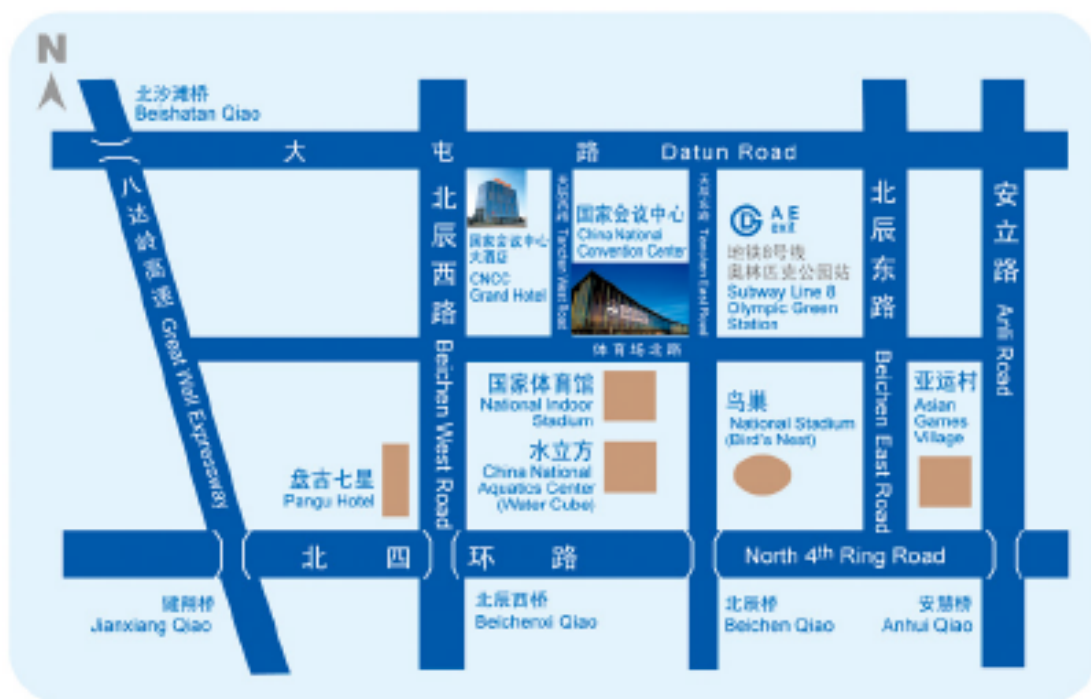 N
北沙滩桥
Beishatan Qiao
大 屯 路 Datun Road
八达岭高速 Great Wall Expressway
北辰西路 Beichen West Road
国家会议中心
大酒店
CNCC
Grand Hotel
Tianchen West Road
国家会议中心
China National
Convention Center
Tianchen East Road
A E
exit
地铁8号线
奥林匹克公园站
Subway Line 8
Olympic Green
Station
北辰东路 Beichen East Road
安立路 Anli Road
体育场北路
国家体育馆
National Indoor
Stadium
水立方
China National
Aquatics Center
(Water Cube)
鸟巢
National Stadium
(Bird's Nest)
亚运村
Asian
Games
Village
盘古七星
Pangu Hotel
北 四 环 路 North 4th Ring Road
健翔桥
Jianxiang Qiao
北辰西桥
Beichenxi Qiao
北辰桥
Beichen Qiao
安慧桥
Anhui Qiao